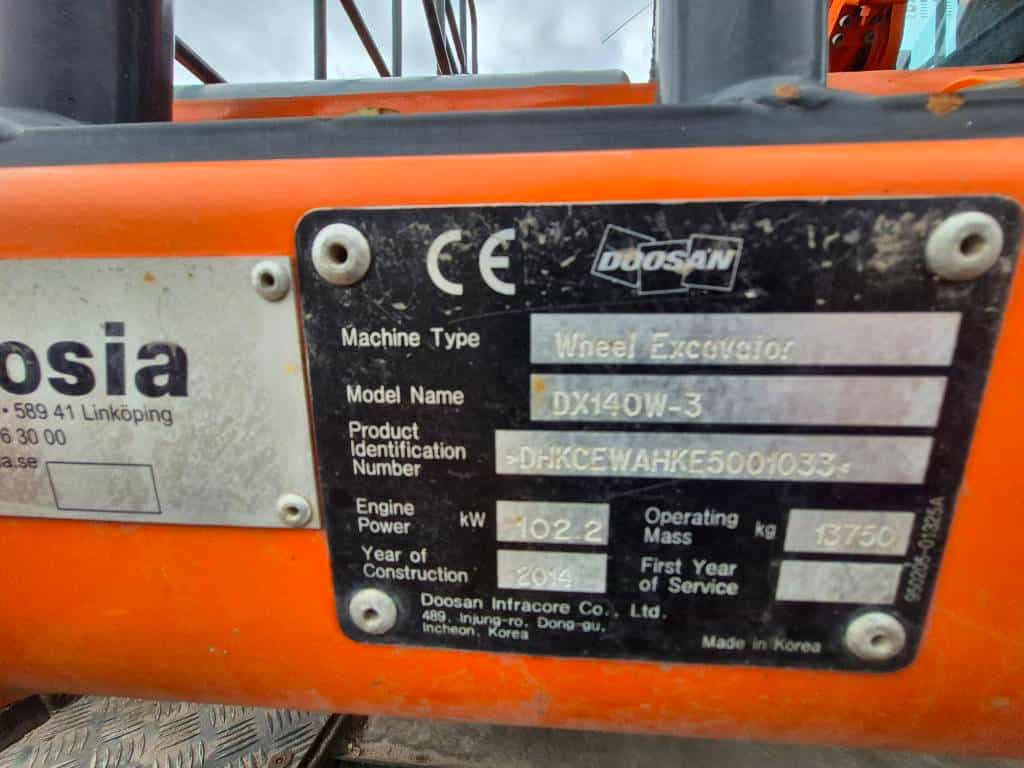 osia
• 589 41 Linköping
6 30 00
a.se
CE DOOSAN
Machine Type Wheel Excavator
Model Name DX140W-3
Product
Identification
Number >DHKCEWAHKE5001033<
Engine
Power kW 102.2
Operating
Mass kg 13750
Year of
Construction 2014
First Year
of Service
Doosan Infracore Co., Ltd.
489, Injung-ro, Dong-gu,
Incheon, Korea
Made in Korea
950206-01325A